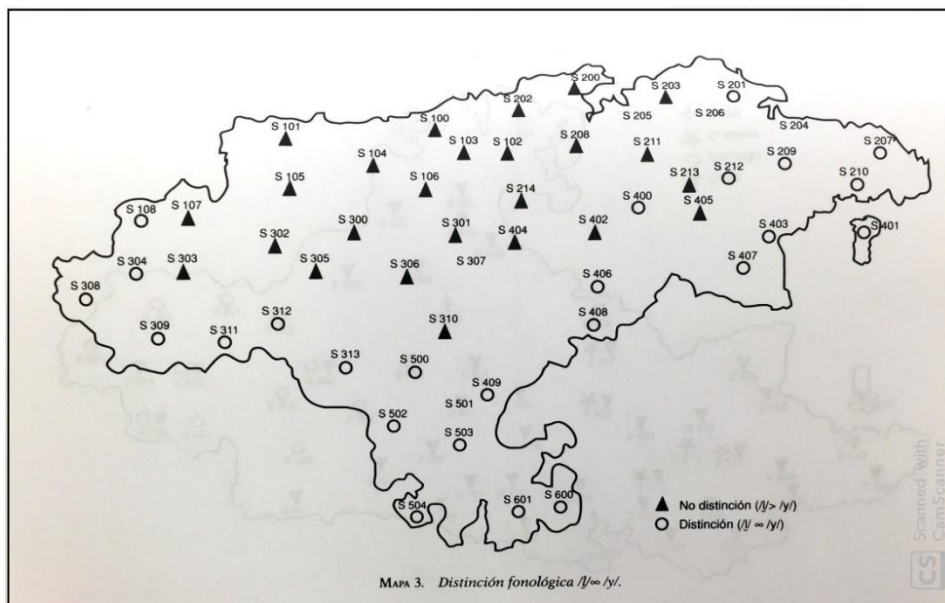 S 200
S 203
S 201
S 202
S 205
S 206
S 204
S 100
S 101
S 103
S 102
S 208
S 211
S 209
S 207
S 104
S 212
S 210
S 105
S 106
S 213
S 214
S 400
S 405
S 108
S 107
S 300
S 301
S 402
S 401
S 302
S 404
S 403
S 304
S 303
S 305
S 306
S 307
S 407
S 308
S 406
S 312
S 310
S 408
S 309
S 311
S 313
S 500
S 409
S 501
S 502
S 503
S 504
S 601
S 600
No distinción (/l̮/> /y/)
Distinción (/l̮/ ∞ /y/)
MAPA 3. Distinción fonológica /l̮/∞ /y/.
CS Scanned with
CamScanner